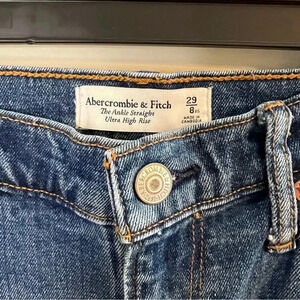 Abercrombie & Fitch
The Ankle Straight
Ultra High Rise
29
8
MADE IN
CAMBODIA